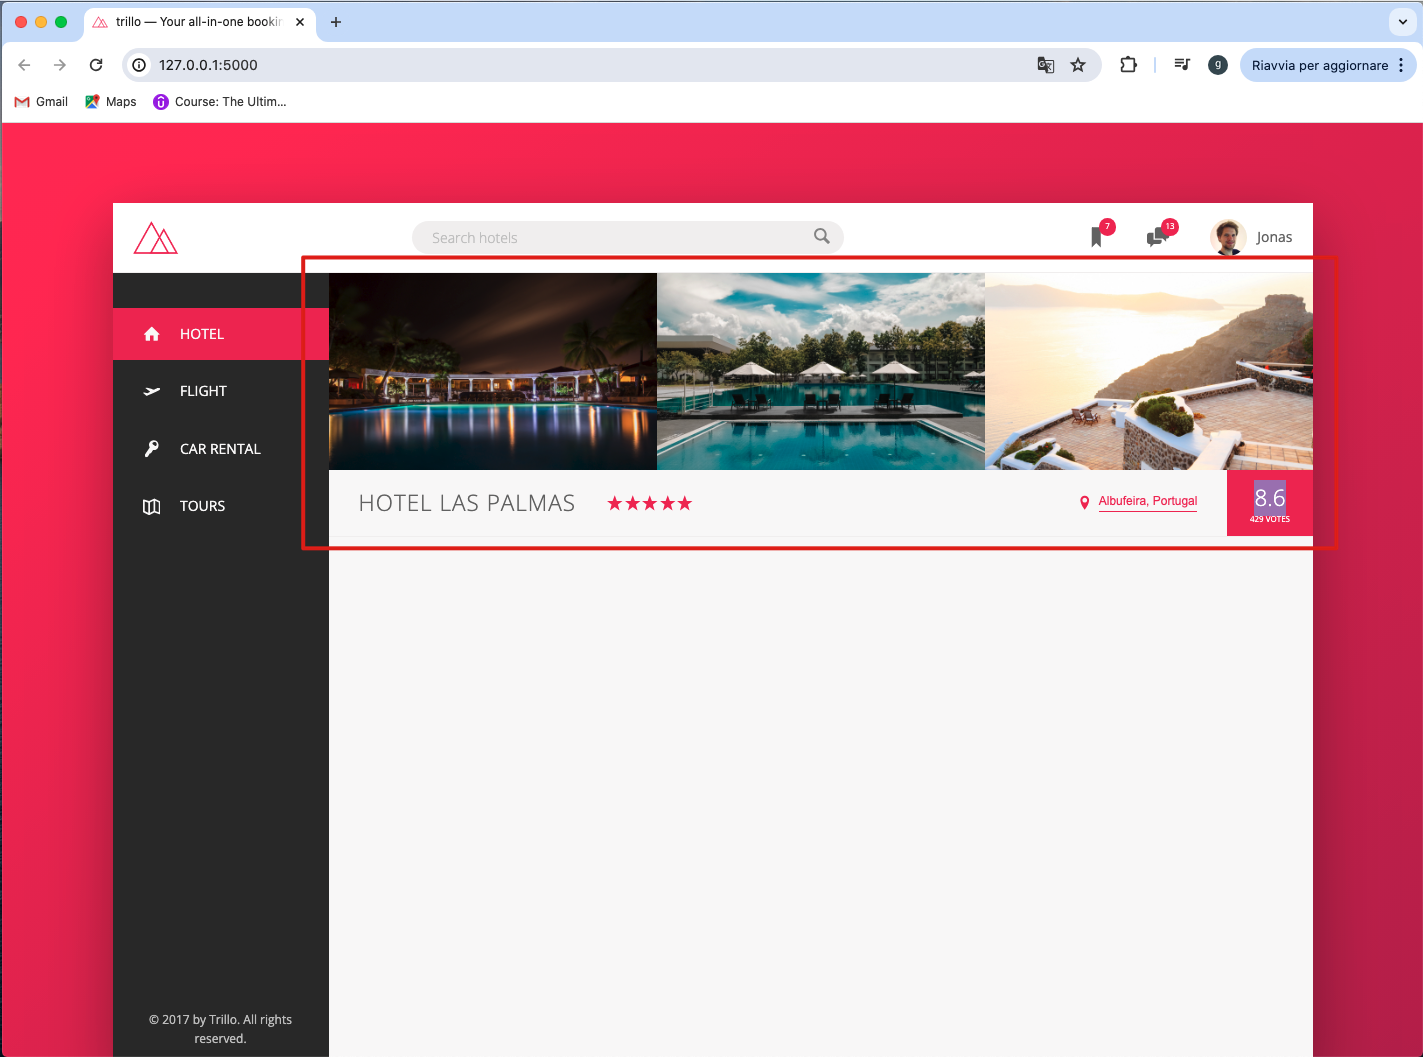 trillo — Your all-in-one bookin
127.0.0.1:5000
g
Riavvia per aggiornare
Gmail
Maps
Course: The Ultim...
Search hotels
7
13
Jonas
HOTEL
FLIGHT
CAR RENTAL
TOURS
HOTEL LAS PALMAS
Albufeira, Portugal
8.6
429 VOTES
© 2017 by Trillo. All rights
reserved.